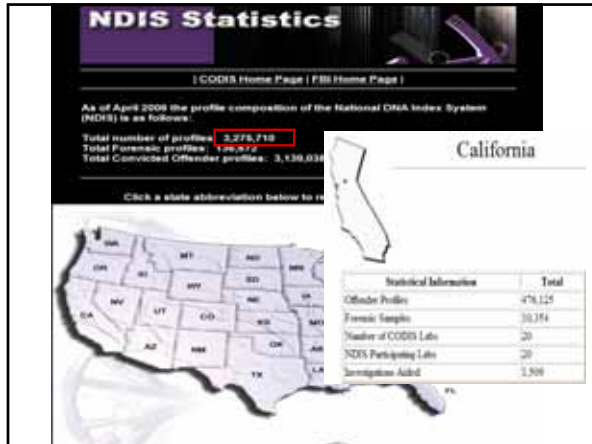 NDIS Statistics
| CODIS Home Page | FBI Home Page |
As of April 2006 the profile composition of the National DNA Index System
(NDIS) is as follows:
Total number of profiles: 3,275,710
Total Forensic profiles: 136,672
Total Convicted Offender profiles: 3,139,038
Click a state abbreviation below to
California
Statistical Information Total
Offender Profiles 476,125
Forensic Samples
Number of CODIS Labs 20
NDIS Participating Labs 20
Investigations Aided
WA MT ND MN
OR ID SD
WY NE IA
NV UT CO KS MO
CA AZ NM OK AR
TX LA
FL